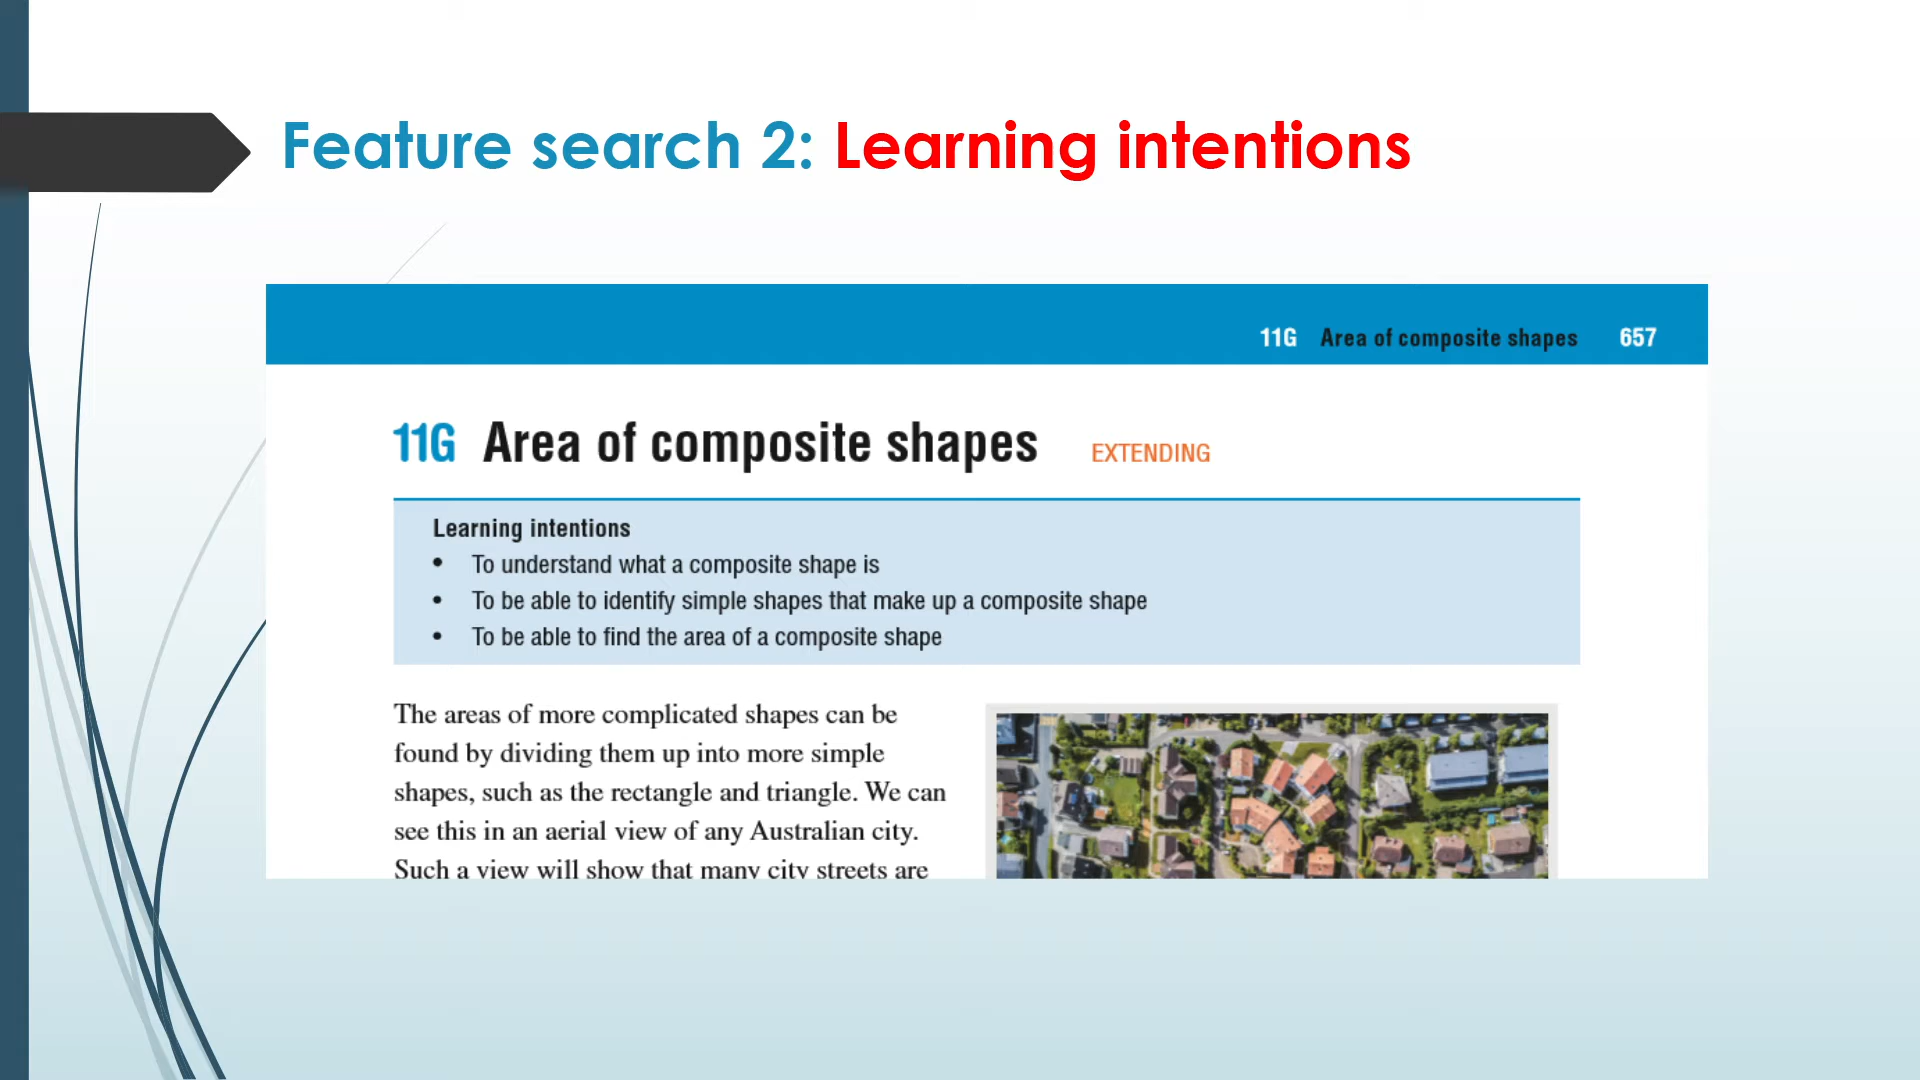 Feature search 2: Learning intentions
11G Area of composite shapes 657
11G Area of composite shapes EXTENDING
Learning intentions
• To understand what a composite shape is
• To be able to identify simple shapes that make up a composite shape
• To be able to find the area of a composite shape
The areas of more complicated shapes can be
found by dividing them up into more simple
shapes, such as the rectangle and triangle. We can
see this in an aerial view of any Australian city.
Such a view will show that many city streets are